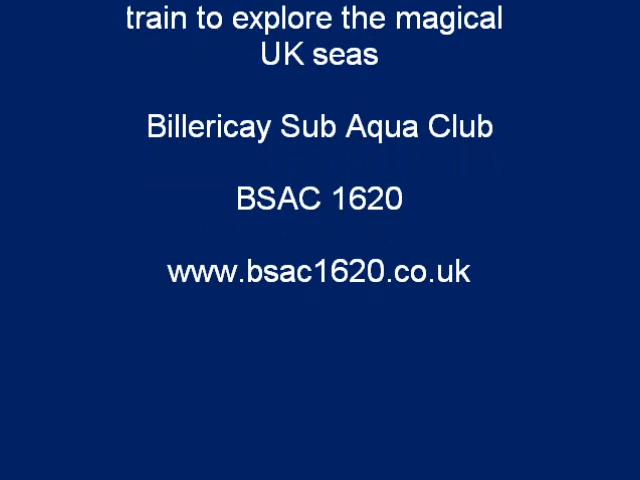 train to explore the magical
UK seas
Billericay Sub Aqua Club
BSAC 1620
www.bsac1620.co.uk